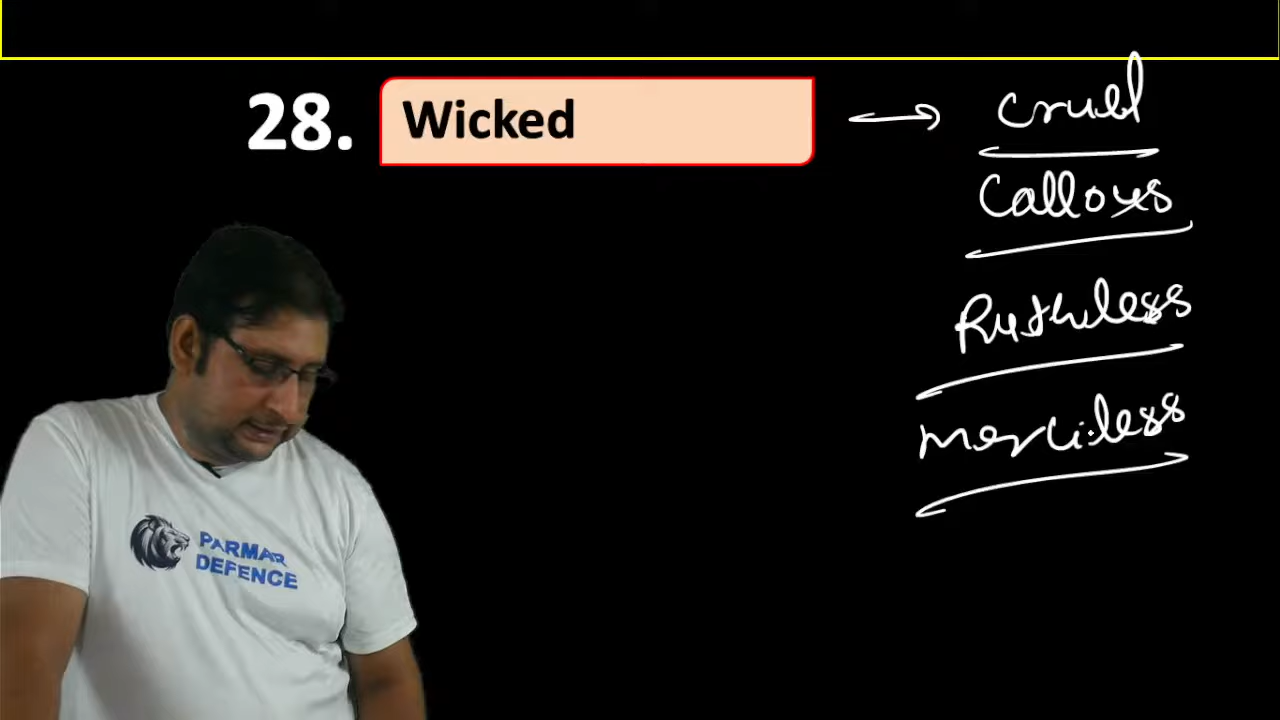 28.
Wicked
Cruel
Callous
Ruthless
Merciless
PARMAR
DEFENCE